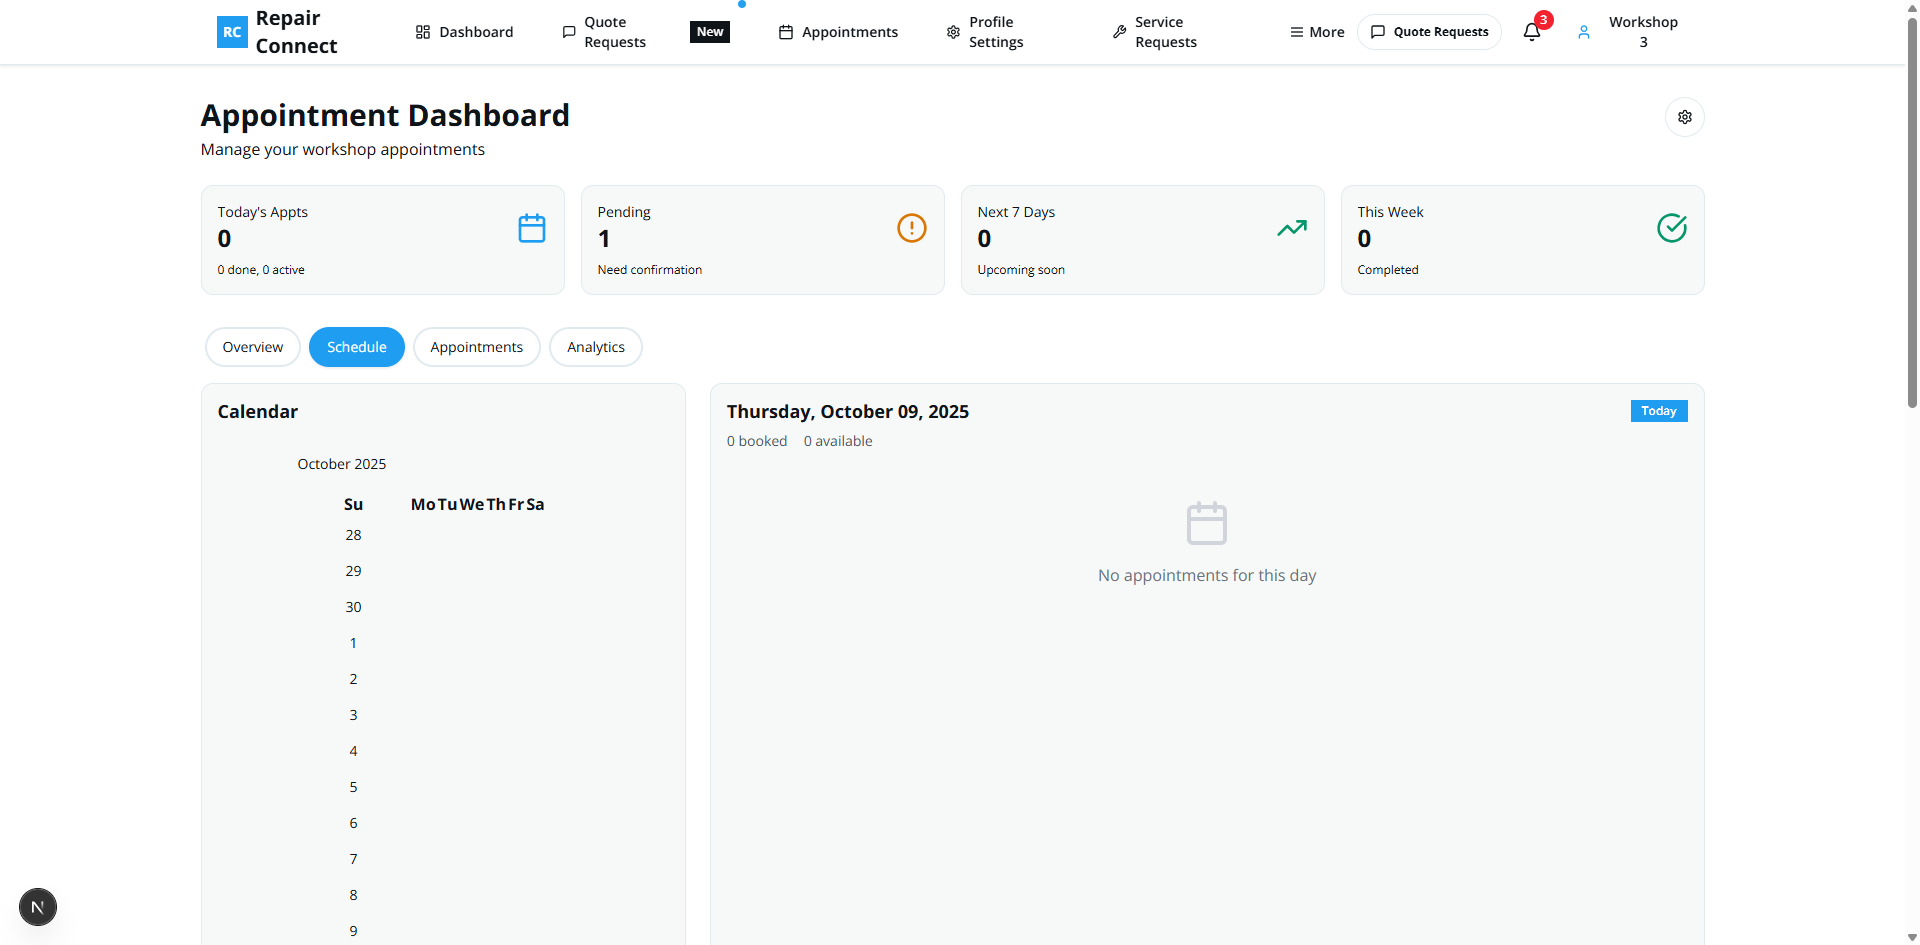 RC
Repair
Connect
Dashboard
Quote
Requests
New
Appointments
Profile
Settings
Service
Requests
More
Quote Requests
3
Workshop
3
Appointment Dashboard
Manage your workshop appointments
Today's Appts
0
0 done, 0 active
Pending
1
Need confirmation
Next 7 Days
0
Upcoming soon
This Week
0
Completed
Overview
Schedule
Appointments
Analytics
Calendar
October 2025
Su Mo Tu We Th Fr Sa
28
29
30
1
2
3
4
5
6
7
8
9
Thursday, October 09, 2025
Today
0 booked 0 available
No appointments for this day
N